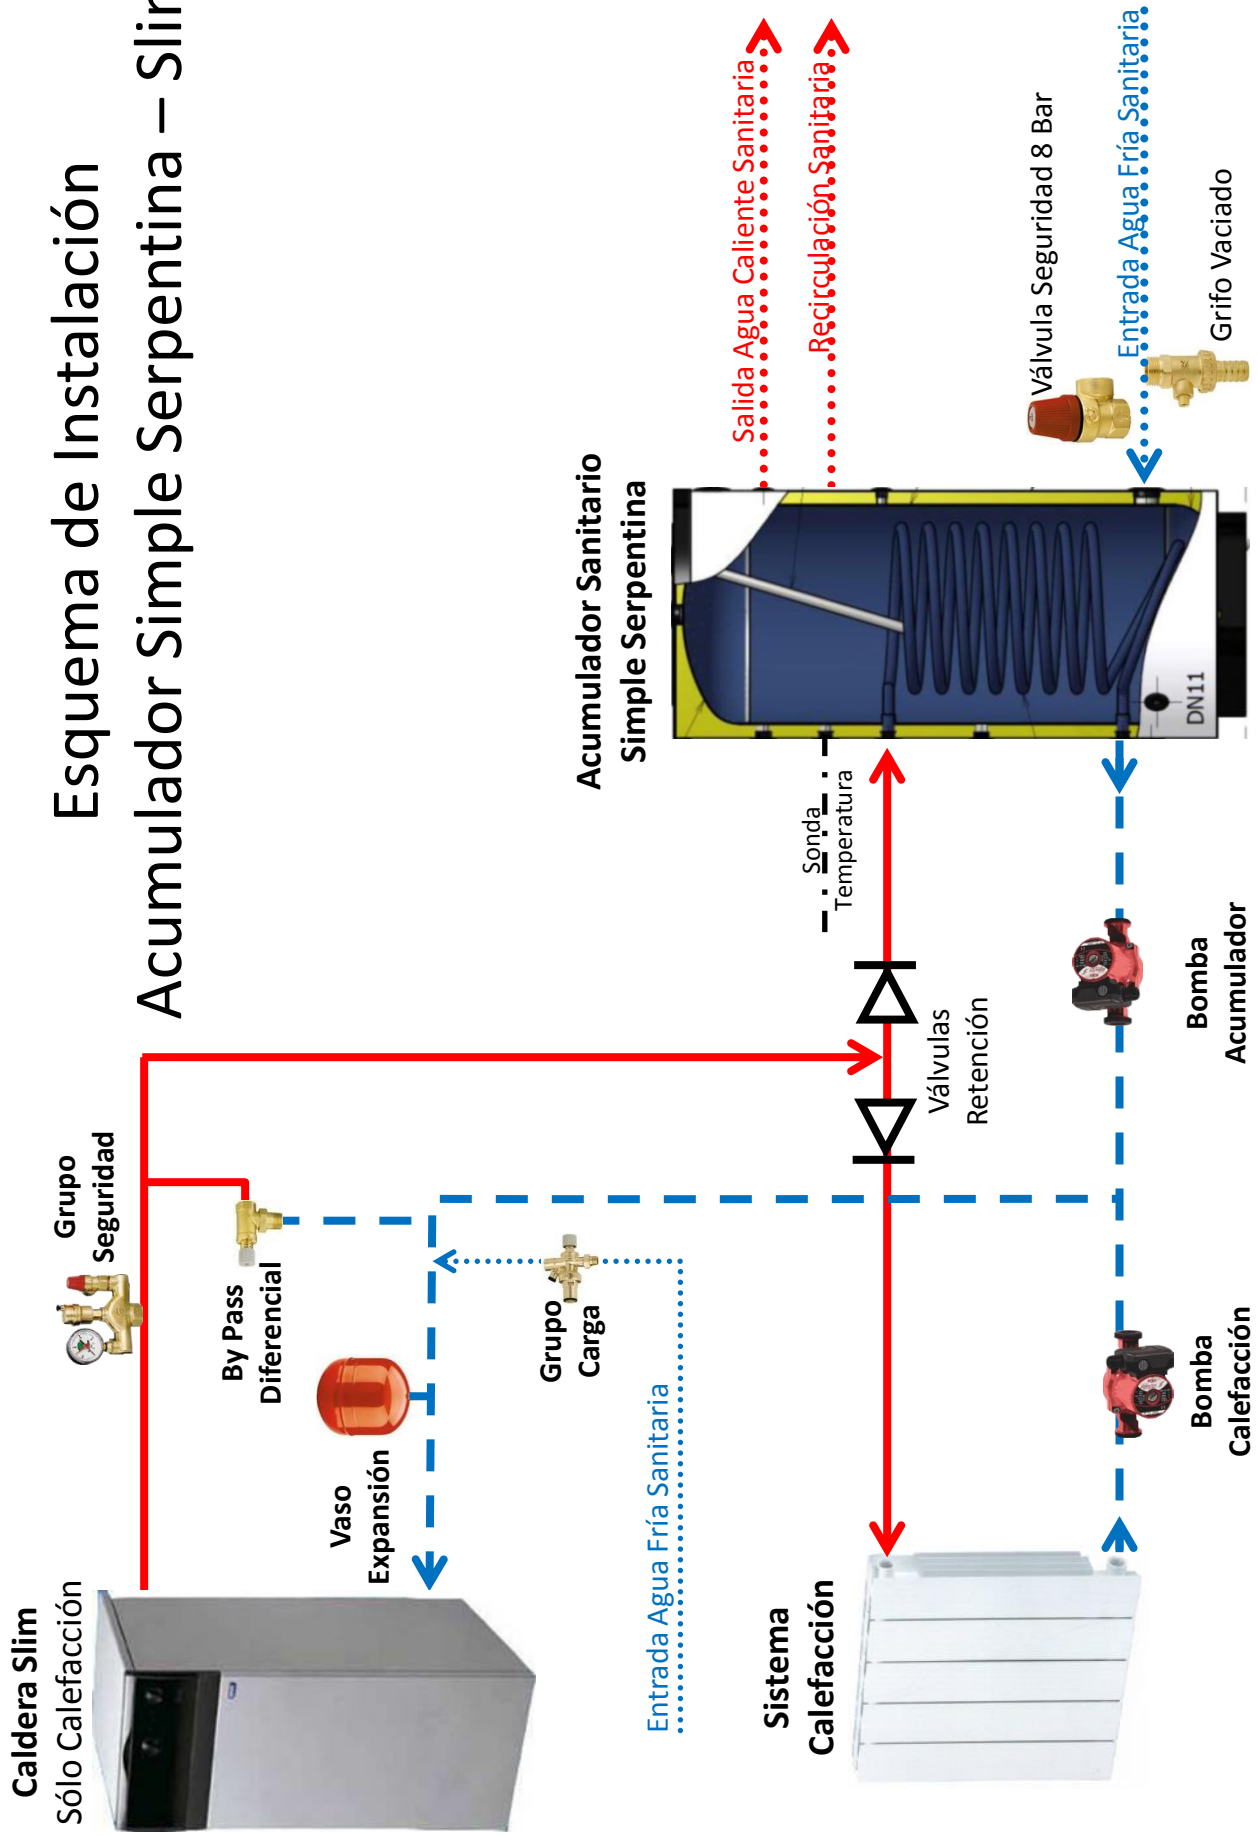 Esquema de Instalación
Acumulador Simple Serpentina – Slim
Caldera Slim
Sólo Calefacción
Grupo
Seguridad
By Pass
Diferencial
Vaso
Expansión
Grupo
Carga
Entrada Agua Fría Sanitaria
Sistema
Calefacción
Válvulas
Retención
Bomba
Calefacción
Bomba
Acumulador
Sonda
Temperatura
Acumulador Sanitario
Simple Serpentina
DN11
Salida Agua Caliente Sanitaria
Recirculación Sanitaria
Válvula Seguridad 8 Bar
Entrada Agua Fría Sanitaria
Grifo Vaciado